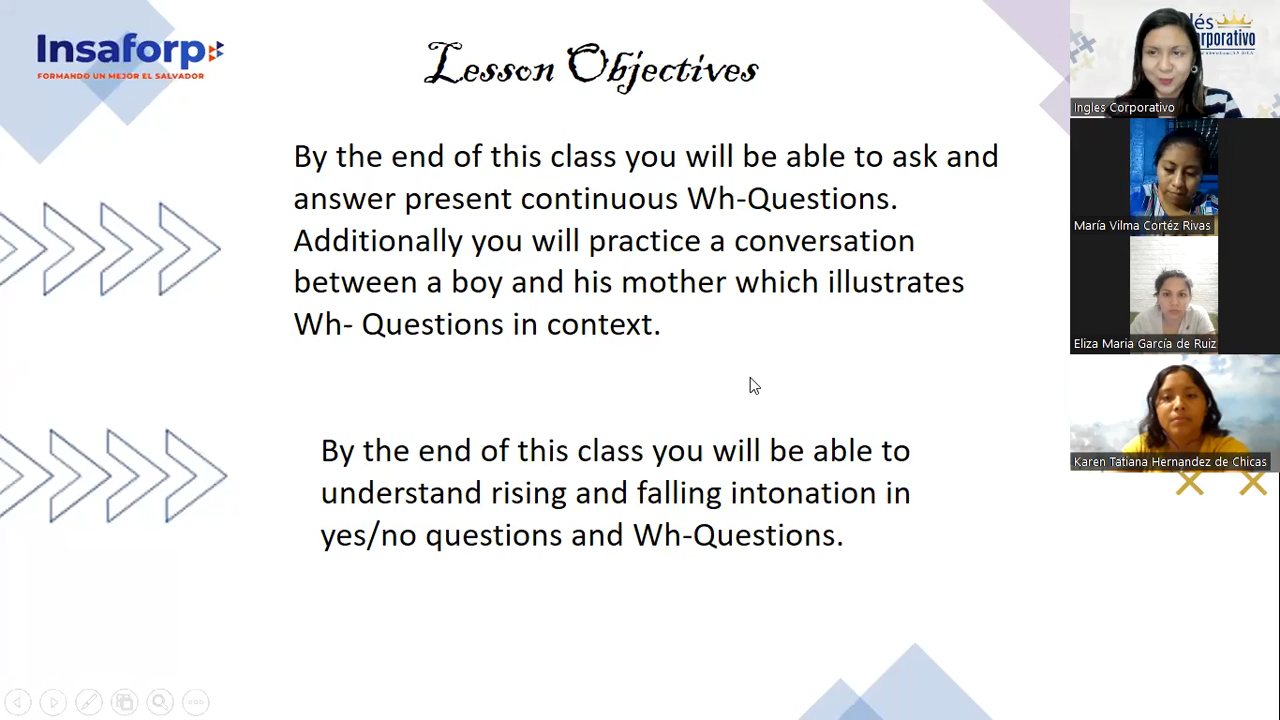 Insaforp
FORMANDO UN MEJOR EL SALVADOR
Lesson Objectives
By the end of this class you will be able to ask and
answer present continuous Wh-Questions.
Additionally you will practice a conversation
between a boy and his mother which illustrates
Wh- Questions in context.
By the end of this class you will be able to
understand rising and falling intonation in
yes/no questions and Wh-Questions.
Ingles Corporativo
María Vilma Cortéz Rivas
Eliza Maria García de Ruiz
Karen Tatiana Hernandez de Chicas